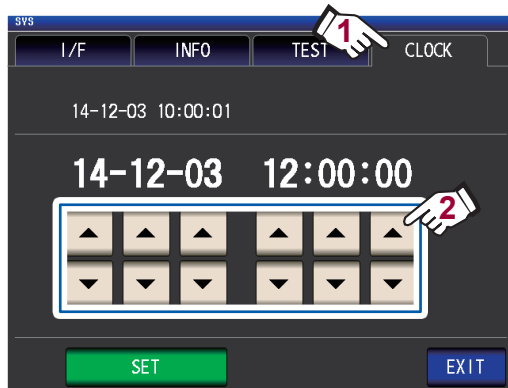 SYS
1
I/F INFO TEST CLOCK
14-12-03 10:00:01
14-12-03 12:00:00
2
SET EXIT